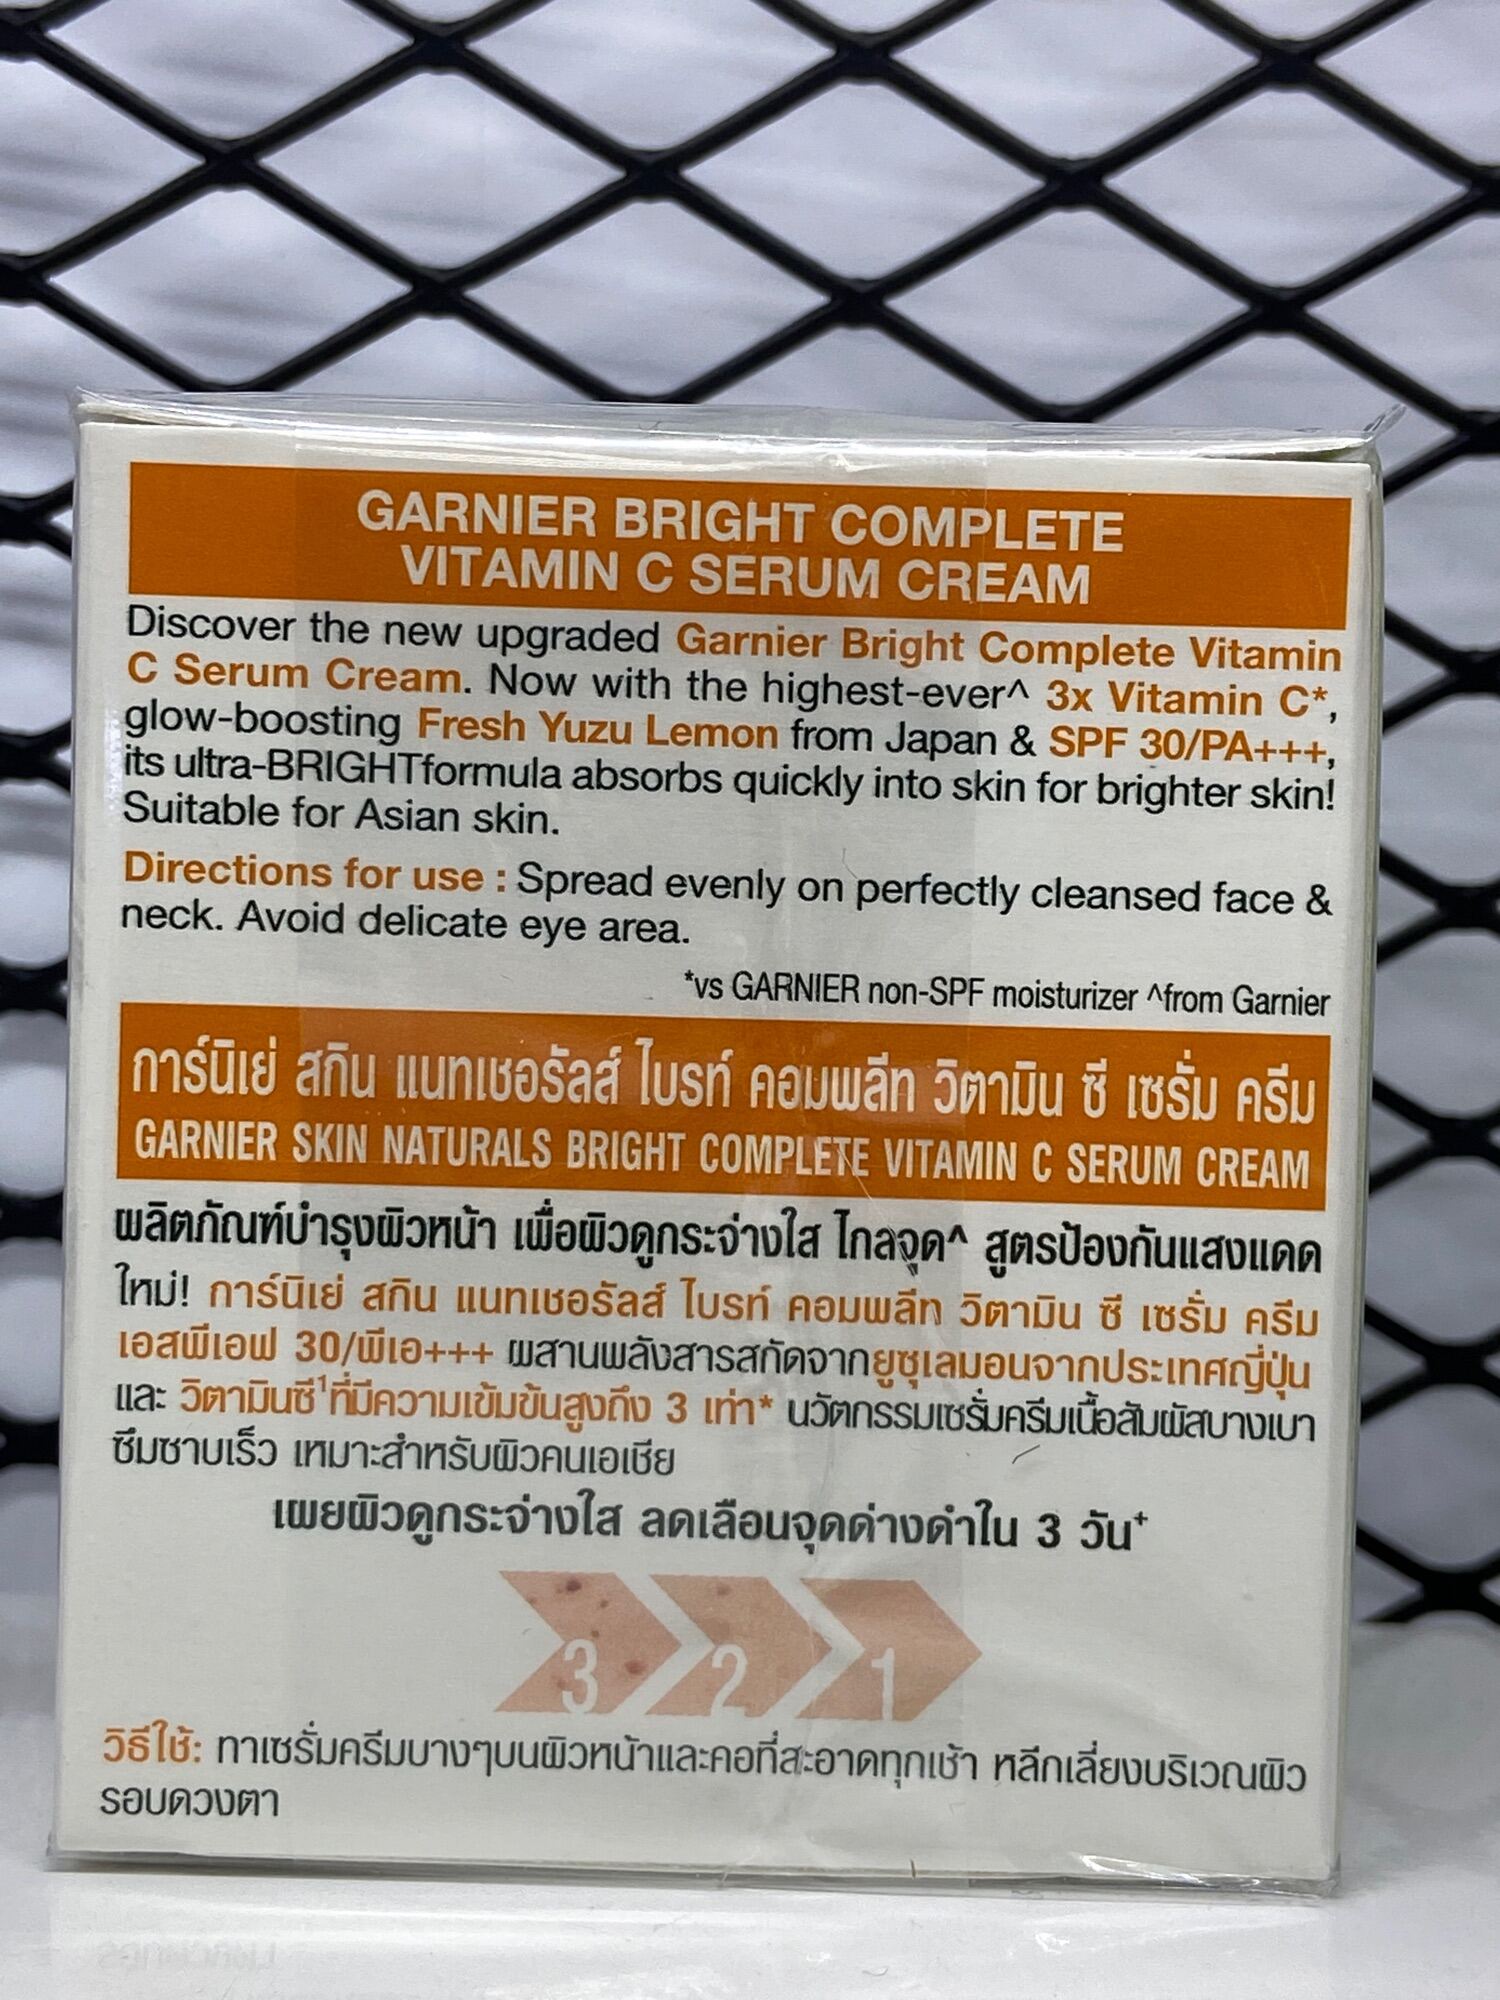 GARNIER BRIGHT COMPLETE
VITAMIN C SERUM CREAM
Discover the new upgraded Garnier Bright Complete Vitamin
C Serum Cream. Now with the highest-ever^ 3x Vitamin C*,
glow-boosting Fresh Yuzu Lemon from Japan & SPF 30/PA+++,
its ultra-BRIGHTformula absorbs quickly into skin for brighter skin!
Suitable for Asian skin.
Directions for use : Spread evenly on perfectly cleansed face &
neck. Avoid delicate eye area.
*vs GARNIER non-SPF moisturizer ^from Garnier
การ์นิเย่ สกิน แนทเชอรัลส์ ไบรท์ คอมพลีท วิตามิน ซี เซรั่ม ครีม
GARNIER SKIN NATURALS BRIGHT COMPLETE VITAMIN C SERUM CREAM
ผลิตภัณฑ์บำรุงผิวหน้า เพื่อผิวดูกระจ่างใส ไกลจุด^ สูตรป้องกันแสงแดด
ใหม่! การ์นิเย่ สกิน แนทเชอรัลส์ ไบรท์ คอมพลีท วิตามิน ซี เซรั่ม ครีม
เอสพีเอฟ 30/พีเอ+++ ผสานพลังสารสกัดจากยูซุเลมอนจากประเทศญี่ปุ่น
และ วิตามินซี¹ที่มีความเข้มข้นสูงถึง 3 เท่า* นวัตกรรมเซรั่มครีมเนื้อสัมผัสบางเบา
ซึมซาบเร็ว เหมาะสำหรับผิวคนเอเชีย
เผยผิวดูกระจ่างใส ลดเลือนจุดด่างดำใน 3 วัน⁺
3 2 1
วิธีใช้: ทาเซรั่มครีมบางๆบนผิวหน้าและคอที่สะอาดทุกเช้า หลีกเลี่ยงบริเวณผิว
รอบดวงตา